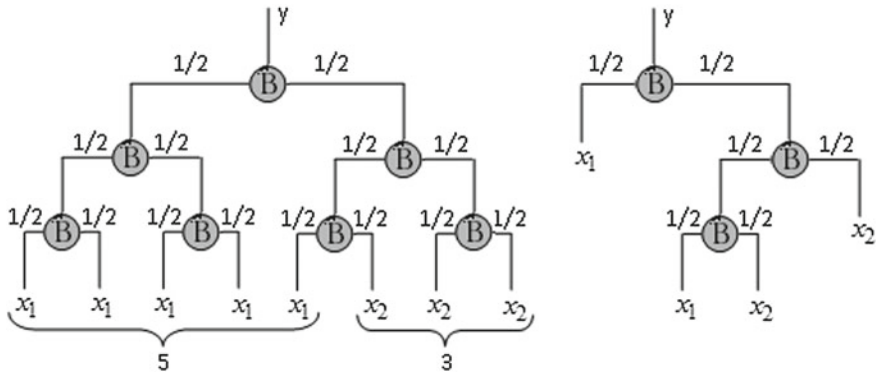 y
1/2 B 1/2
1/2 B 1/2 1/2 B 1/2
1/2 B 1/2 1/2 B 1/2 1/2 B 1/2 1/2 B 1/2
x1 x1 x1 x1 x1 x2 x2 x2
5 3
y
1/2 B 1/2
x1 1/2 B 1/2
1/2 B 1/2 x2
x1 x2